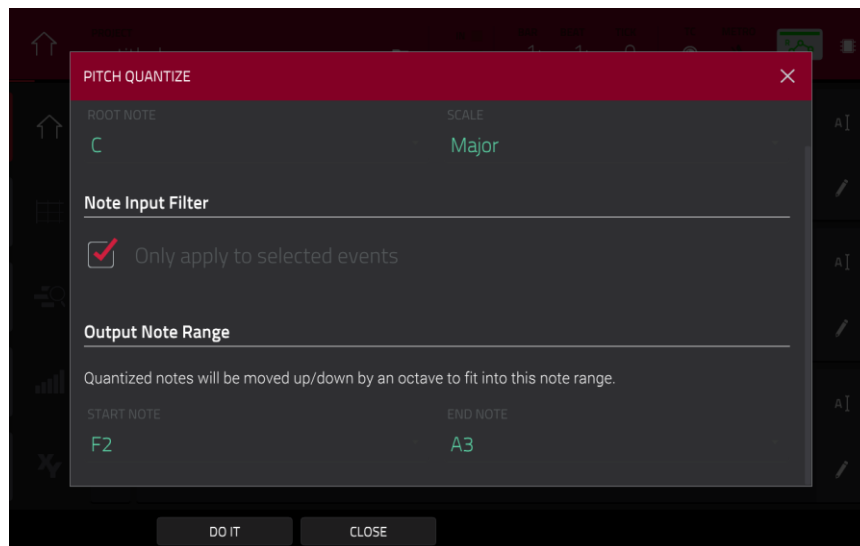 PITCH QUANTIZE
ROOT NOTE
SCALE
C
Major
Note Input Filter
Only apply to selected events
Output Note Range
Quantized notes will be moved up/down by an octave to fit into this note range.
START NOTE
END NOTE
F2
A3
DO IT
CLOSE